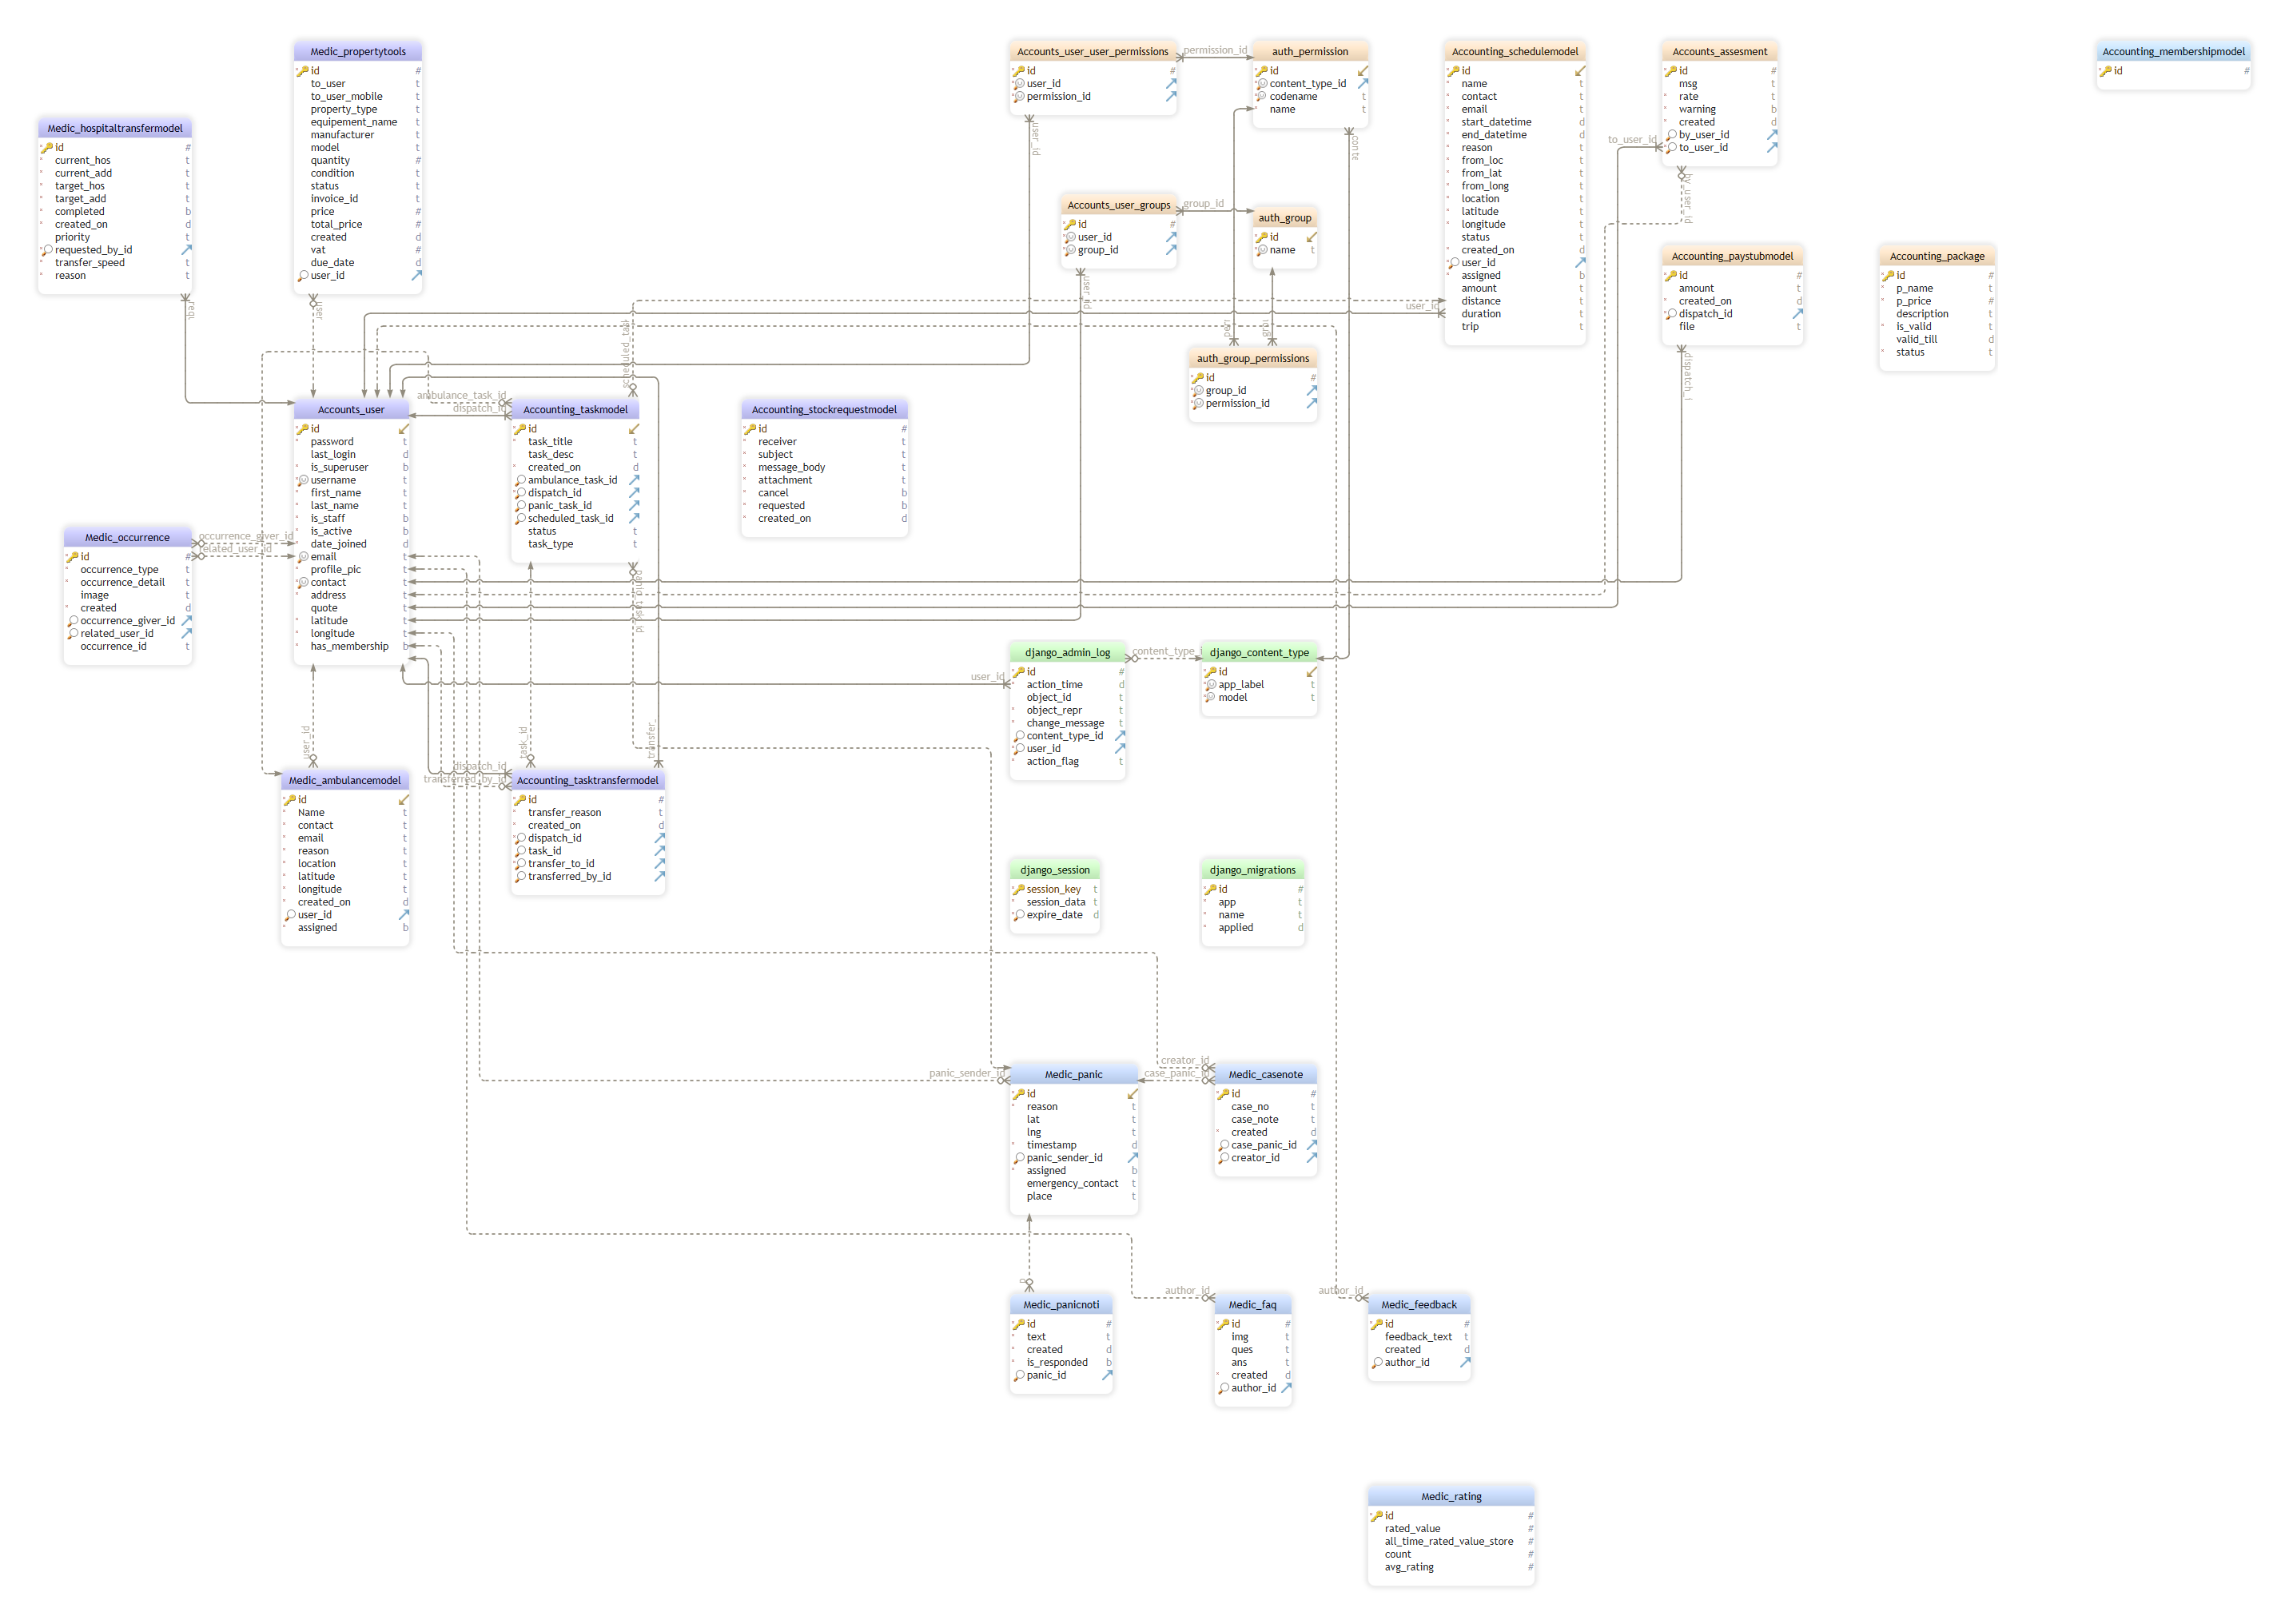 Medic_propertytools
id #
to_user t
to_user_mobile t
property_type t
equipement_name t
manufacturer t
model t
quantity #
condition t
status t
invoice_id t
price #
total_price #
created d
vat #
due_date d
user_id
user
Accounts_user_user_permissions
id #
user_id
permission_id
permission_id
user_id
auth_permission
id
content_type_id
codename t
name t
conte
Accounting_schedulemodel
id
name t
contact t
email t
start_datetime d
end_datetime d
reason t
from_loc t
from_lat t
from_long t
location t
latitude t
longitude t
status t
created_on d
user_id
assigned b
amount t
distance t
duration t
trip t
user_id
Accounts_assesment
id #
msg t
rate t
warning b
created d
by_user_id
to_user_id
to_user_id
by_user_id
Accounting_membershipmodel
id #
Medic_hospitaltransfermodel
id #
current_hos t
current_add t
target_hos t
target_add t
completed b
created_on d
priority t
requested_by_id
transfer_speed t
reason t
requ
Accounts_user_groups
id #
user_id
group_id
group_id
user_id
auth_group
id
name t
Accounting_paystubmodel
id #
amount t
created_on d
dispatch_id
file t
dispatch_i
Accounting_package
id #
p_name t
p_price #
description t
is_valid t
valid_till d
status t
auth_group_permissions
id #
group_id
permission_id
Accounts_user
id
password t
last_login d
is_superuser b
username t
first_name t
last_name t
is_staff b
is_active b
date_joined d
email t
profile_pic t
contact t
address t
quote t
latitude t
longitude t
has_membership b
ambulance_task_id
dispatch_id
Accounting_taskmodel
id
task_title t
task_desc t
created_on d
ambulance_task_id
dispatch_id
panic_task_id
scheduled_task_id
status t
task_type t
panic_task_id
Accounting_stockrequestmodel
id #
receiver t
subject t
message_body t
attachment t
cancel b
requested b
created_on d
Medic_occurrence
id #
occurrence_type t
occurrence_detail t
image t
created d
occurrence_giver_id
related_user_id
occurrence_id t
occurrence_giver_id
related_user_id
django_admin_log
id #
action_time d
object_id t
object_repr t
change_message t
content_type_id
user_id
action_flag t
user_id
content_type_i
django_content_type
id
app_label t
model t
user_id
task_id
transfer_
dispatch_id
transferred_by_id
Medic_ambulancemodel
id
Name t
contact t
email t
reason t
location t
latitude t
longitude t
created_on d
user_id
assigned b
Accounting_tasktransfermodel
id #
transfer_reason t
created_on d
dispatch_id
task_id
transfer_to_id
transferred_by_id
django_session
session_key t
session_data t
expire_date d
django_migrations
id #
app t
name t
applied d
panic_sender_id
Medic_panic
id
reason t
lat t
lng t
timestamp d
panic_sender_id
assigned b
emergency_contact t
place t
creator_id
case_panic_id
Medic_casenote
id #
case_no t
case_note t
created d
case_panic_id
creator_id
Medic_panicnoti
id #
text t
created d
is_responded b
panic_id
author_id
Medic_faq
id #
img t
ques t
ans t
created d
author_id
author_id
Medic_feedback
id #
feedback_text t
created d
author_id
Medic_rating
id #
rated_value #
all_time_rated_value_store #
count #
avg_rating #